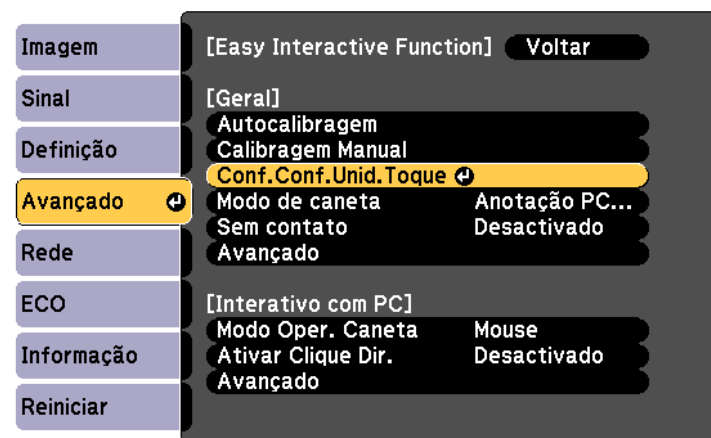 Imagem
Sinal
Definição
Avançado
Rede
ECO
Informação
Reiniciar
[Easy Interactive Function] Voltar
[Geral]
Autocalibragem
Calibragem Manual
Conf.Conf.Unid.Toque
Modo de caneta Anotação PC...
Sem contato Desactivado
Avançado
[Interativo com PC]
Modo Oper. Caneta Mouse
Ativar Clique Dir. Desactivado
Avançado